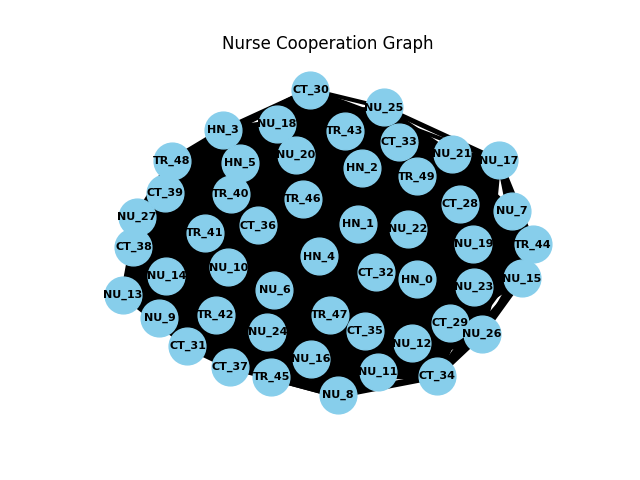 Nurse Cooperation Graph
CT_30
NU_25
NU_18
HN_3
TR_43
CT_33
NU_20
NU_21
TR_48
HN_5
NU_17
HN_2
TR_49
CT_39
TR_40
TR_46
CT_28
NU_7
NU_27
CT_36
HN_1
NU_22
TR_41
CT_38
NU_19
TR_44
HN_4
NU_10
NU_14
CT_32
HN_0
NU_15
NU_23
NU_6
NU_13
NU_9
TR_42
TR_47
CT_29
NU_24
CT_35
NU_26
CT_31
NU_12
NU_16
CT_37
TR_45
NU_11
CT_34
NU_8